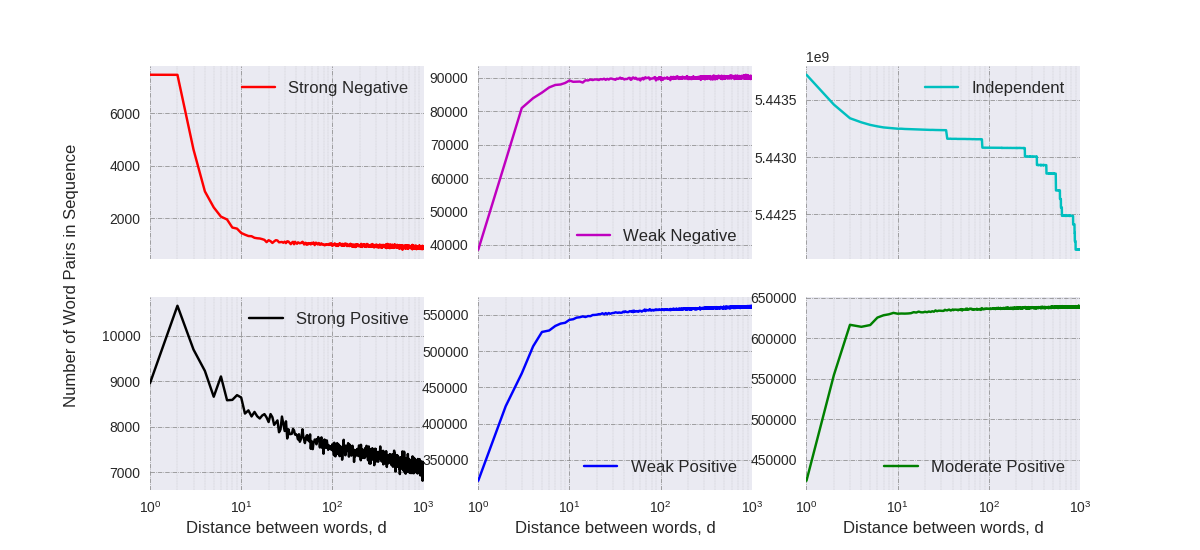 1e9
Strong Negative
6000
4000
2000
Weak Negative
90000
80000
70000
60000
50000
40000
Independent
5.4435
5.4430
5.4425
Number of Word Pairs in Sequence
Strong Positive
10000
9000
8000
7000
10⁰ 10¹ 10² 10³
Distance between words, d
Weak Positive
550000
500000
450000
400000
350000
10⁰ 10¹ 10² 10³
Distance between words, d
Moderate Positive
650000
600000
550000
500000
450000
10⁰ 10¹ 10² 10³
Distance between words, d